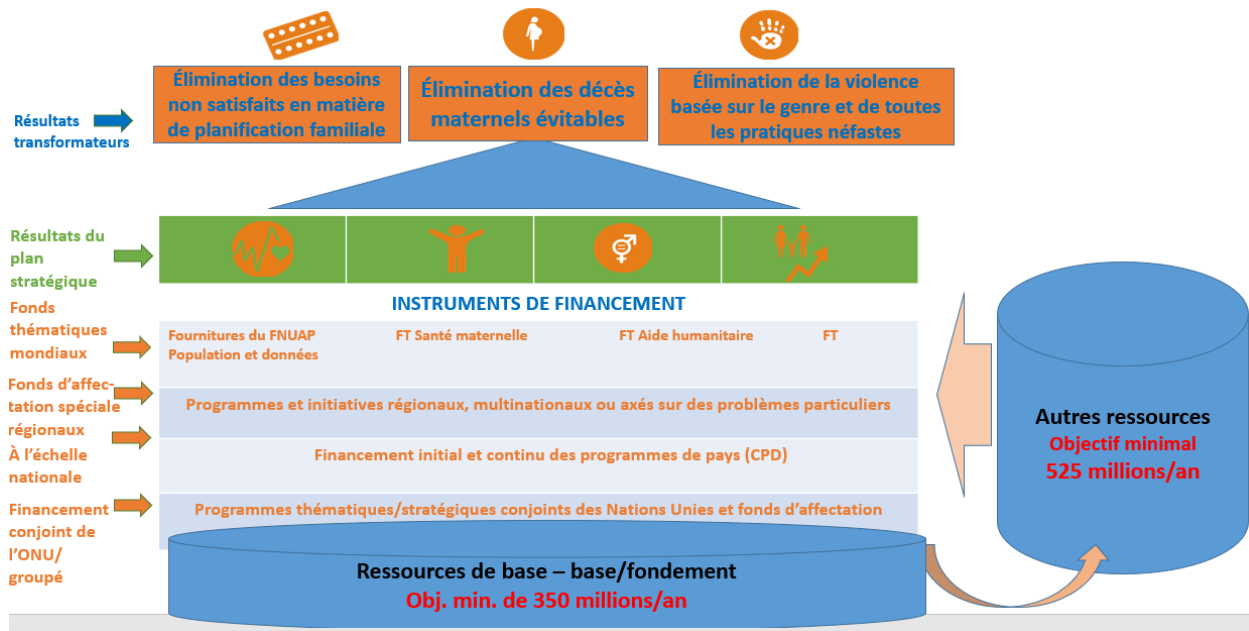 Élimination des besoins
non satisfaits en matière
de planification familiale
Élimination des décès
maternels évitables
Élimination de la violence
basée sur le genre et de toutes
les pratiques néfastes
Résultats
transformateurs
Résultats du
plan
stratégique
INSTRUMENTS DE FINANCEMENT
Fonds
thématiques
mondiaux
Fournitures du FNUAP
Population et données
FT Santé maternelle
FT Aide humanitaire
FT
Fonds d’affec-
tation spéciale
régionaux
Programmes et initiatives régionaux, multinationaux ou axés sur des problèmes particuliers
À l’échelle
nationale
Financement initial et continu des programmes de pays (CPD)
Financement
conjoint de
l’ONU/
groupé
Programmes thématiques/stratégiques conjoints des Nations Unies et fonds d’affectation
Ressources de base – base/fondement
Obj. min. de 350 millions/an
Autres ressources
Objectif minimal
525 millions/an